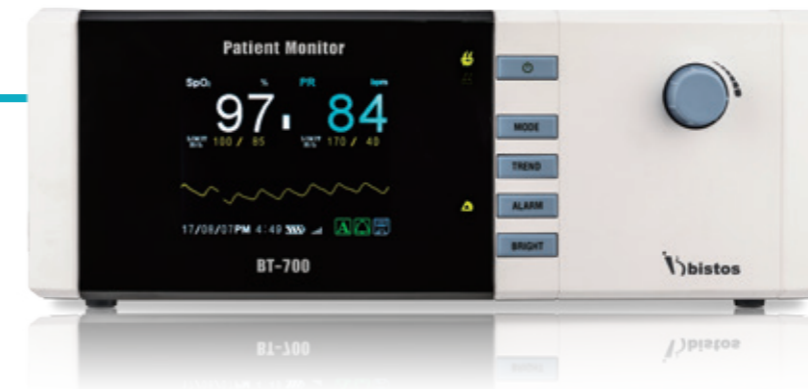 Patient Monitor
SpO₂ % PR bpm
97 84
100 / 85 170 / 40
17/08/07PM 4:49
A
BT-700
MODE
TREND
ALARM
BRIGHT
bistos